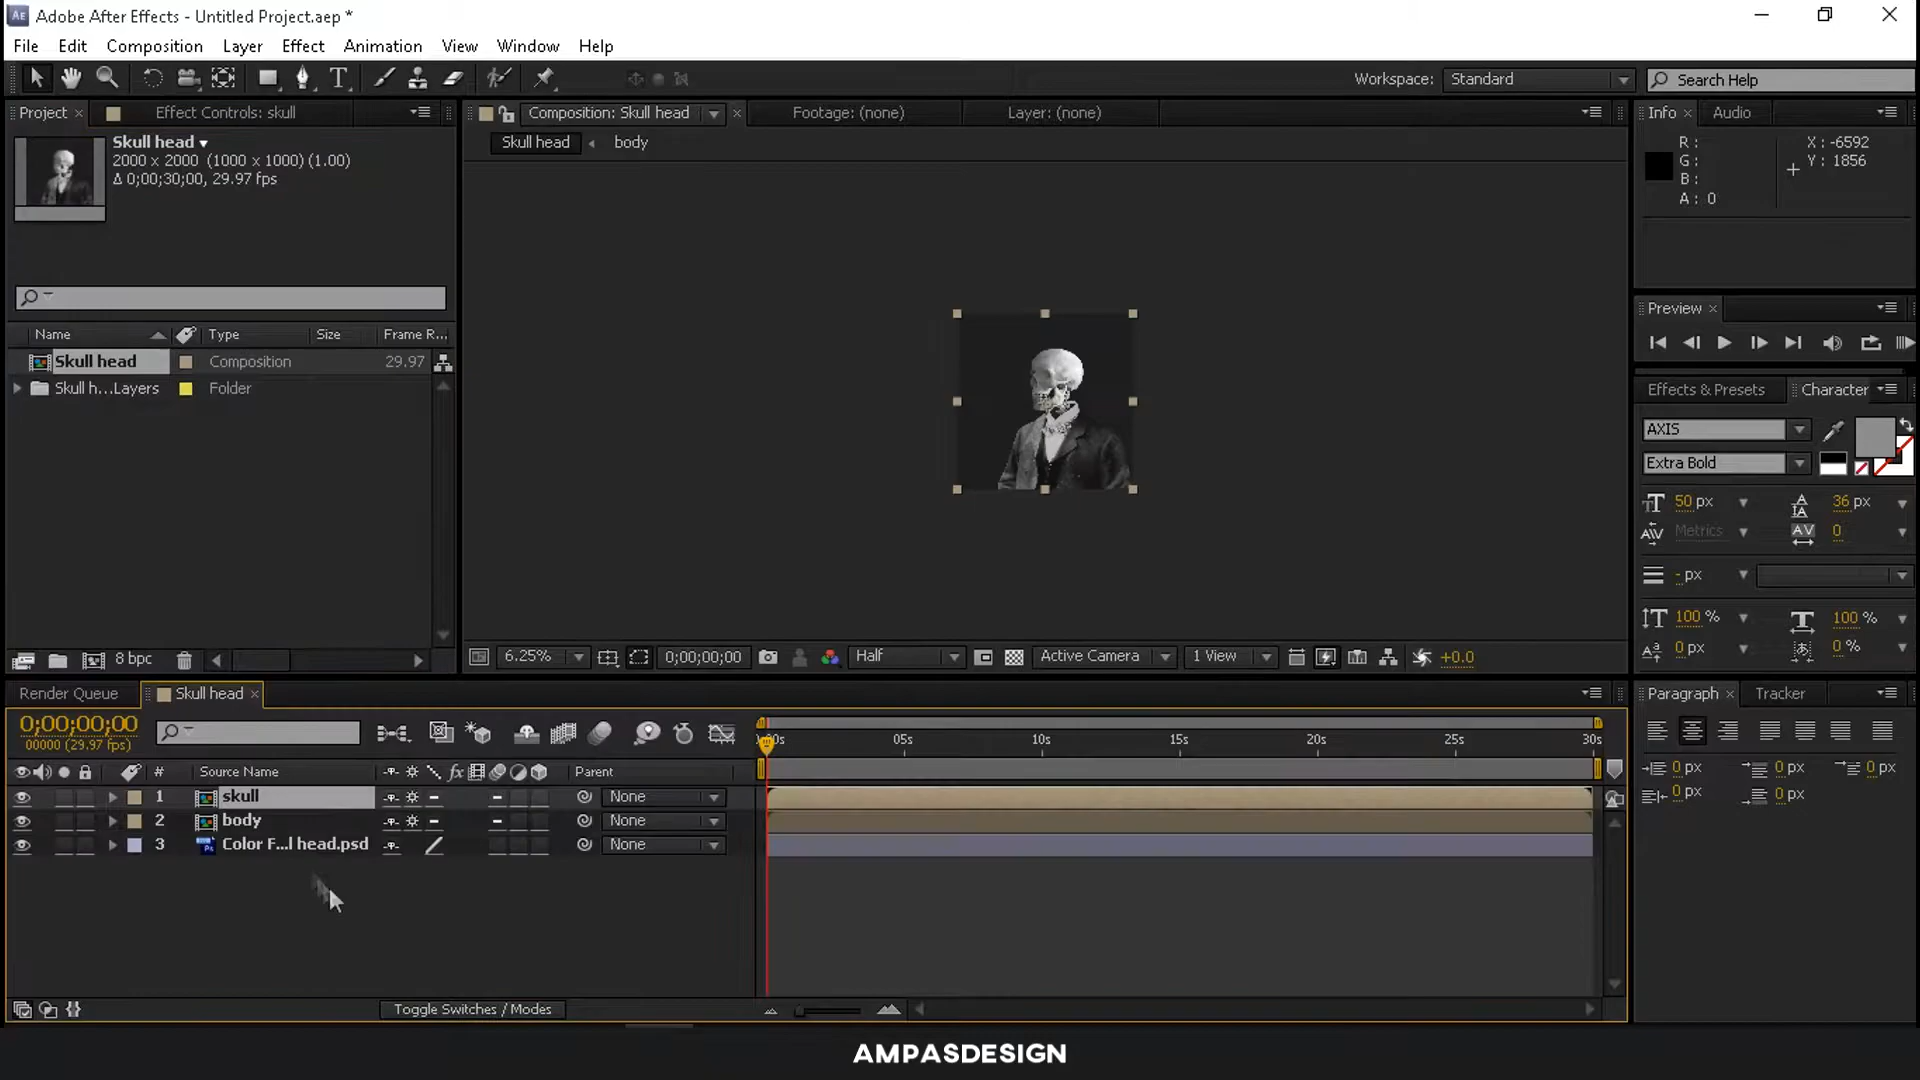 Adobe After Effects - Untitled Project.aep *
File Edit Composition Layer Effect Animation View Window Help
Workspace: Standard Search Help
Project Effect Controls: skull
Skull head
2000 x 2000 (1000 x 1000) (1.00)
Δ 0;00;30;00, 29.97 fps
Name Type Size Frame R...
Skull head Composition 29.97
Skull h...Layers Folder
8 bpc
Composition: Skull head Footage: (none) Layer: (none)
Skull head body
6.25% 0;00;00;00 Half Active Camera 1 View +0.0
Info Audio
R : X : -6592
G : Y : 1856
B :
A : 0
Preview
Effects & Presets Character
AXIS
Extra Bold
50 px 36 px
Metrics 0
- px
100 % 100 %
0 px 0 %
Render Queue Skull head
0;00;00;00
00000 (29.97 fps)
05s 10s 15s 20s 25s 30s
# Source Name Parent
1 skull None
2 body None
3 Color F...l head.psd None
Toggle Switches / Modes
Paragraph Tracker
0 px 0 px 0 px
0 px 0 px
AMPASDESIGN